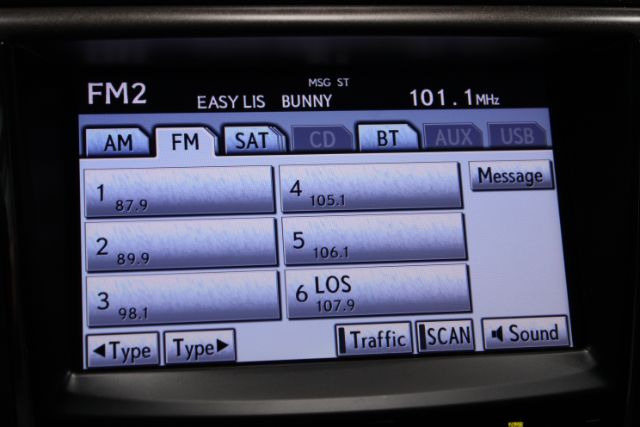 MSG ST
FM2 EASY LIS BUNNY 101.1MHz
AM FM SAT CD BT AUX USB
1 87.9 4 105.1 Message
2 89.9 5 106.1
3 98.1 6 LOS 107.9
◄Type Type► Traffic SCAN Sound